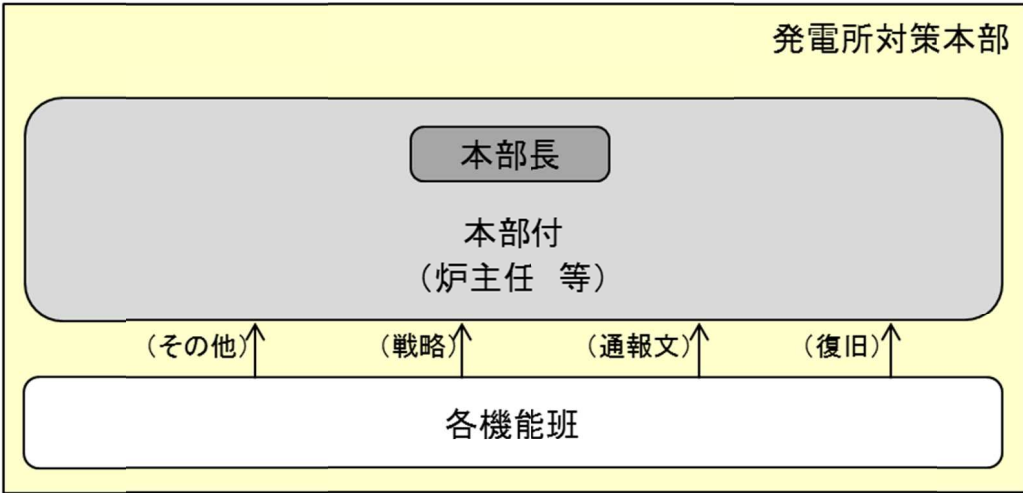 発電所対策本部
本部長
本部付
（炉主任　等）
（その他）
（戦略）
（通報文）
（復旧）
各機能班